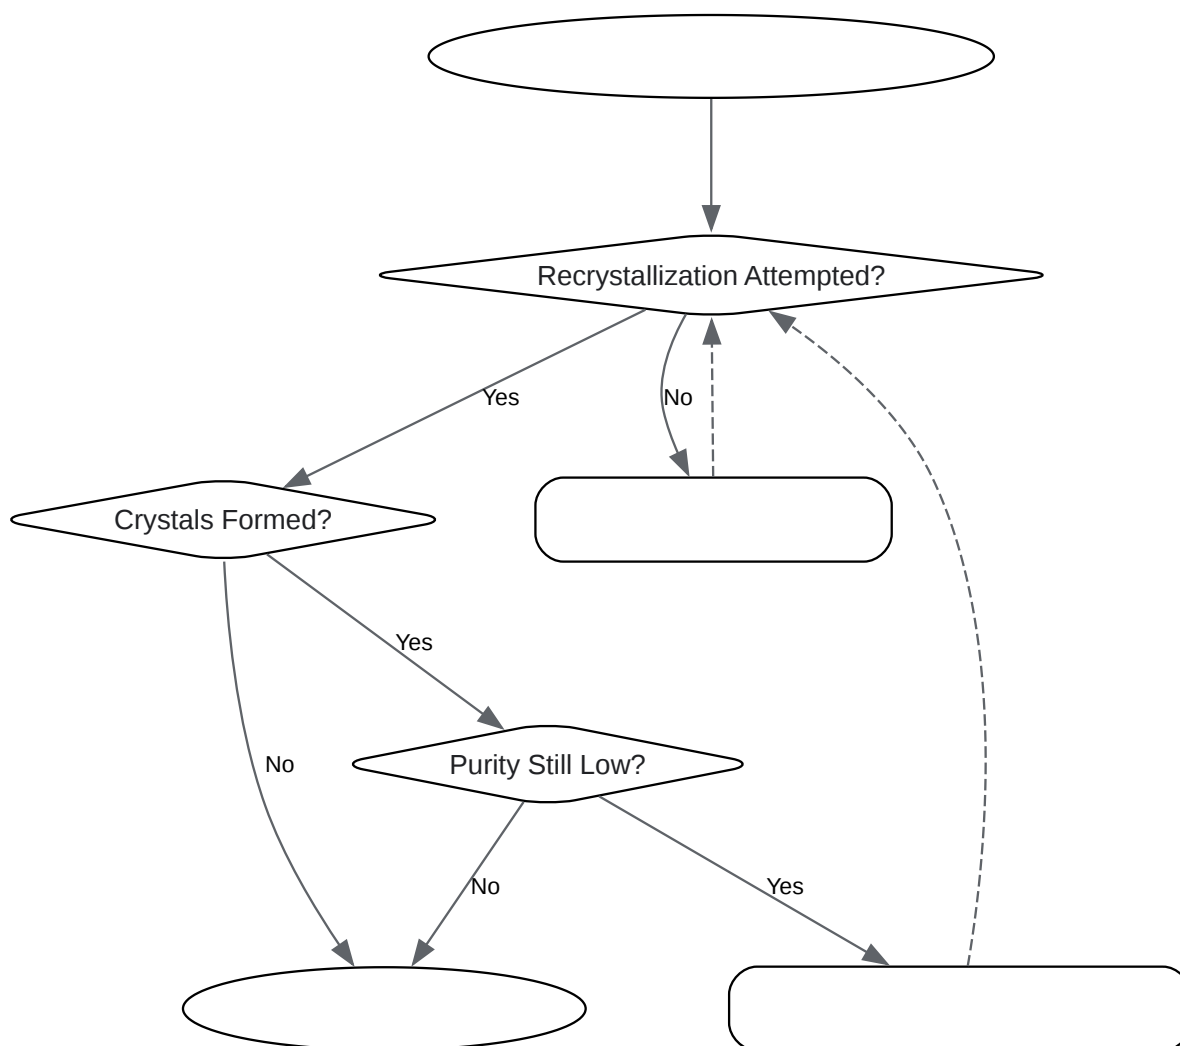 Recrystallization Attempted?
Yes
No
Crystals Formed?
Yes
No
Purity Still Low?
No
Yes